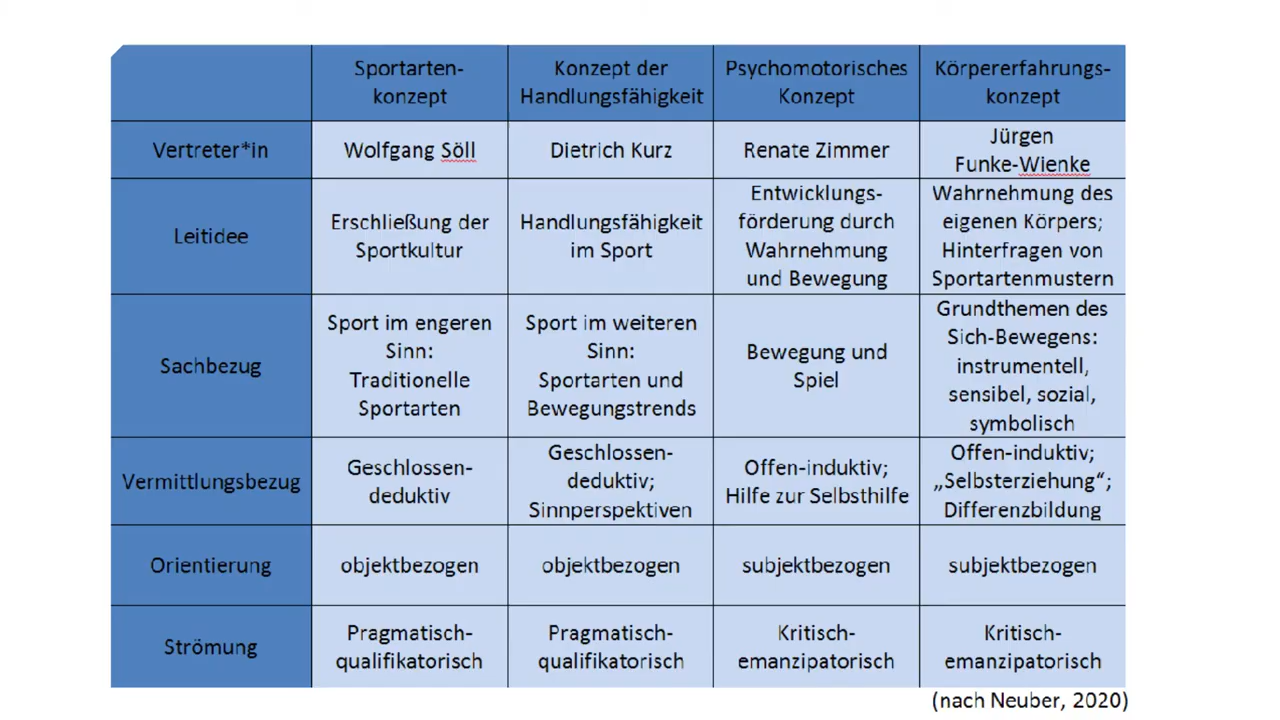 Sportarten-
konzept
Konzept der
Handlungsfähigkeit
Psychomotorisches
Konzept
Körpererfahrungs-
konzept
Vertreter*in
Wolfgang Söll
Dietrich Kurz
Renate Zimmer
Jürgen
Funke-Wienke
Leitidee
Erschließung der
Sportkultur
Handlungsfähigkeit
im Sport
Entwicklungs-
förderung durch
Wahrnehmung
und Bewegung
Wahrnehmung des
eigenen Körpers;
Hinterfragen von
Sportartenmustern
Sachbezug
Sport im engeren
Sinn:
Traditionelle
Sportarten
Sport im weiteren
Sinn:
Sportarten und
Bewegungstrends
Bewegung und
Spiel
Grundthemen des
Sich-Bewegens:
instrumentell,
sensibel, sozial,
symbolisch
Vermittlungsbezug
Geschlossen-
deduktiv
Geschlossen-
deduktiv;
Sinnperspektiven
Offen-induktiv;
Hilfe zur Selbsthilfe
Offen-induktiv;
„Selbsterziehung“;
Differenzbildung
Orientierung
objektbezogen
objektbezogen
subjektbezogen
subjektbezogen
Strömung
Pragmatisch-
qualifikatorisch
Pragmatisch-
qualifikatorisch
Kritisch-
emanzipatorisch
Kritisch-
emanzipatorisch
(nach Neuber, 2020)